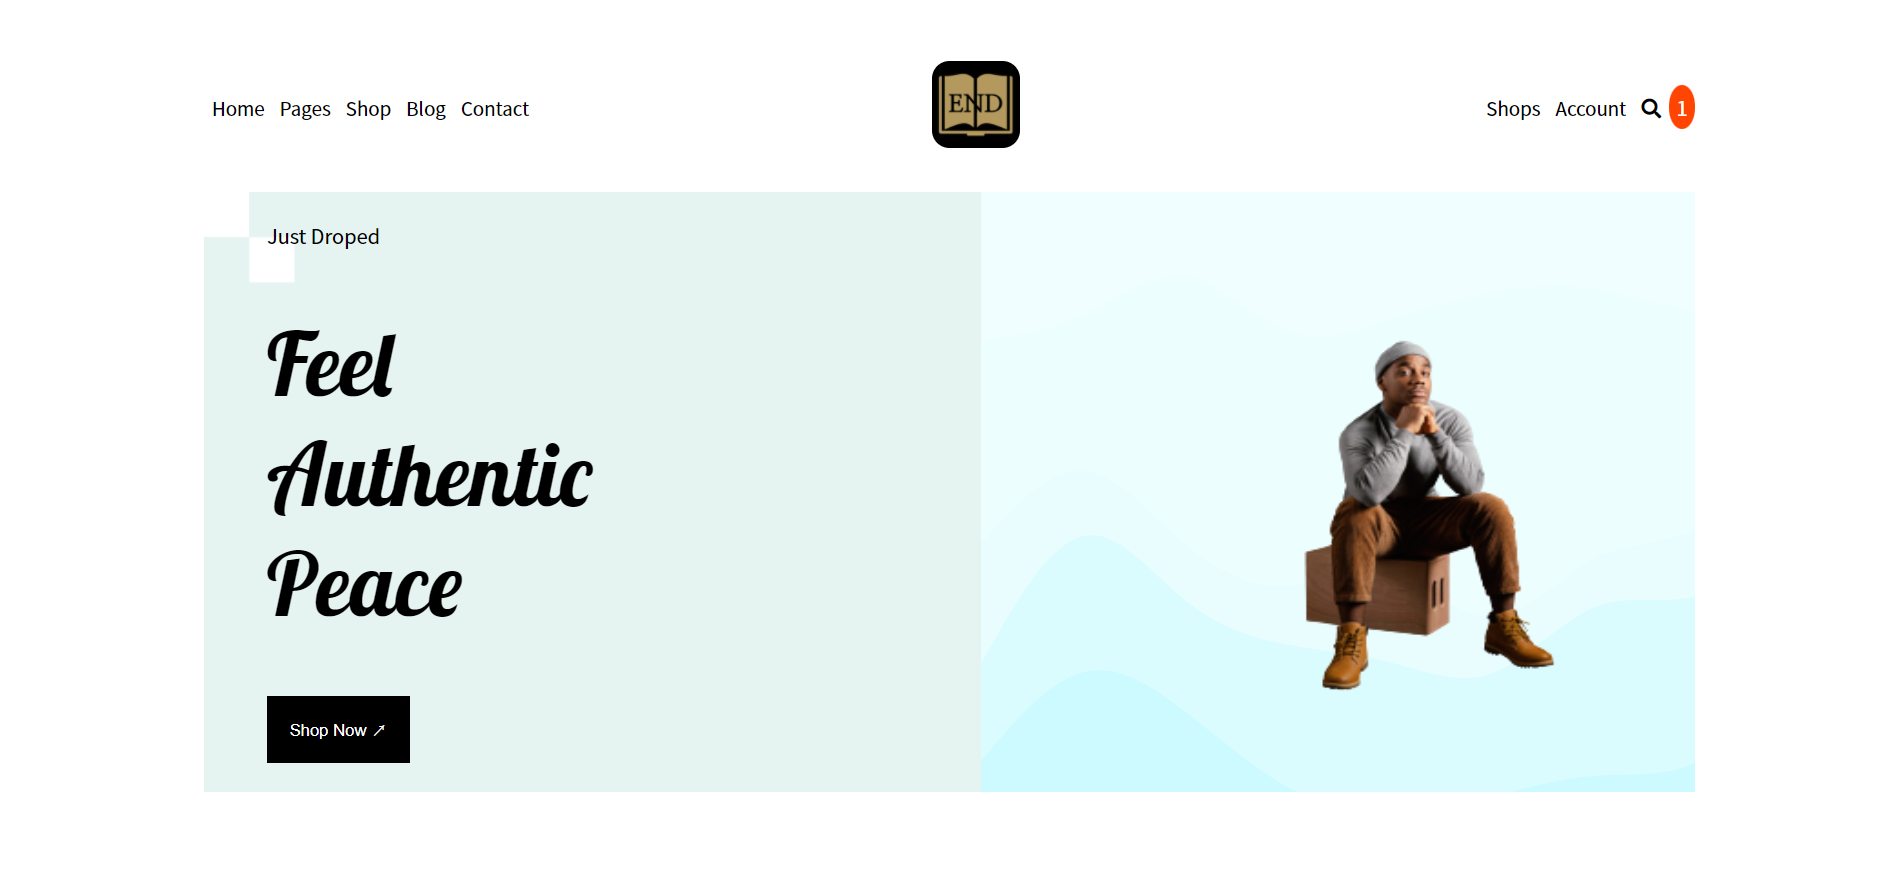 Home Pages Shop Blog Contact
END
Shops Account 1
Just Droped
Feel
Authentic
Peace
Shop Now ↗